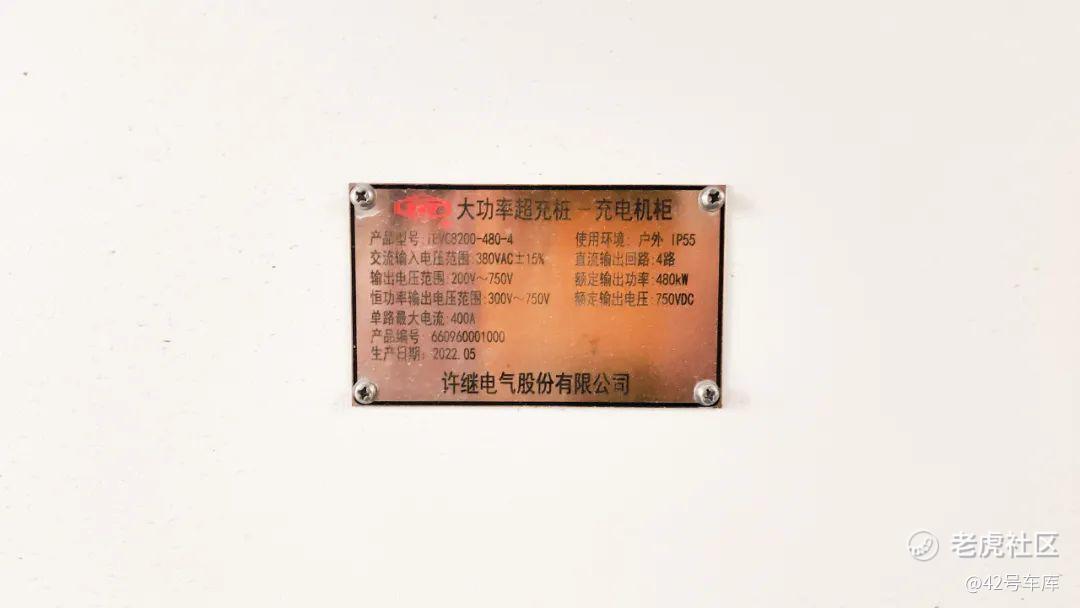 大功率超充桩 - 充电机柜
产品型号: iEVC8200-480-4 使用环境: 户外 IP55
交流输入电压范围:380VAC±15% 直流输出回路:4路
输出电压范围:200V～750V 额定输出功率:480kW
恒功率输出电压范围:300V～750V 额定输出电压:750VDC
单路最大电流:400A
产品编号 660960001000
生产日期: 2022.05
许继电气股份有限公司
老虎社区
@42号车库